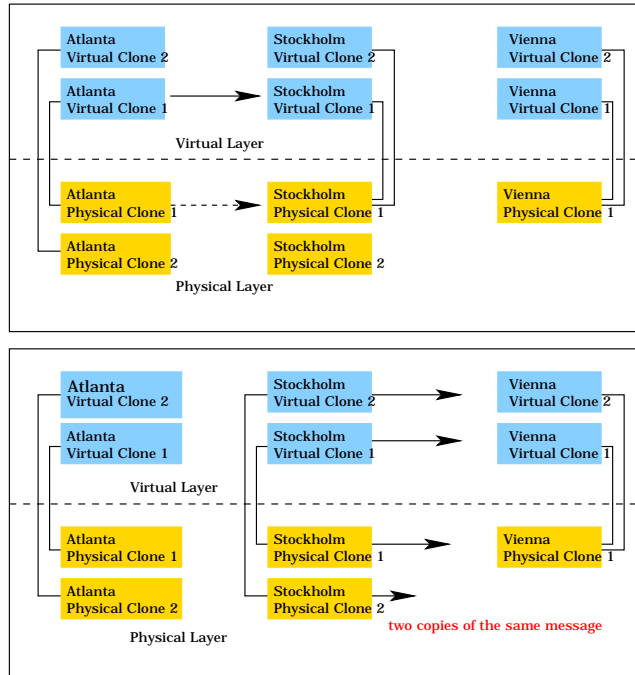 Atlanta
Virtual Clone 2
Stockholm
Virtual Clone 2
Vienna
Virtual Clone 2
Atlanta
Virtual Clone 1
Stockholm
Virtual Clone 1
Vienna
Virtual Clone 1
Virtual Layer
Atlanta
Physical Clone 1
Stockholm
Physical Clone 1
Vienna
Physical Clone 1
Atlanta
Physical Clone 2
Stockholm
Physical Clone 2
Physical Layer
Atlanta
Virtual Clone 2
Stockholm
Virtual Clone 2
Vienna
Virtual Clone 2
Atlanta
Virtual Clone 1
Stockholm
Virtual Clone 1
Vienna
Virtual Clone 1
Virtual Layer
Atlanta
Physical Clone 1
Stockholm
Physical Clone 1
Vienna
Physical Clone 1
Atlanta
Physical Clone 2
Stockholm
Physical Clone 2
two copies of the same message
Physical Layer